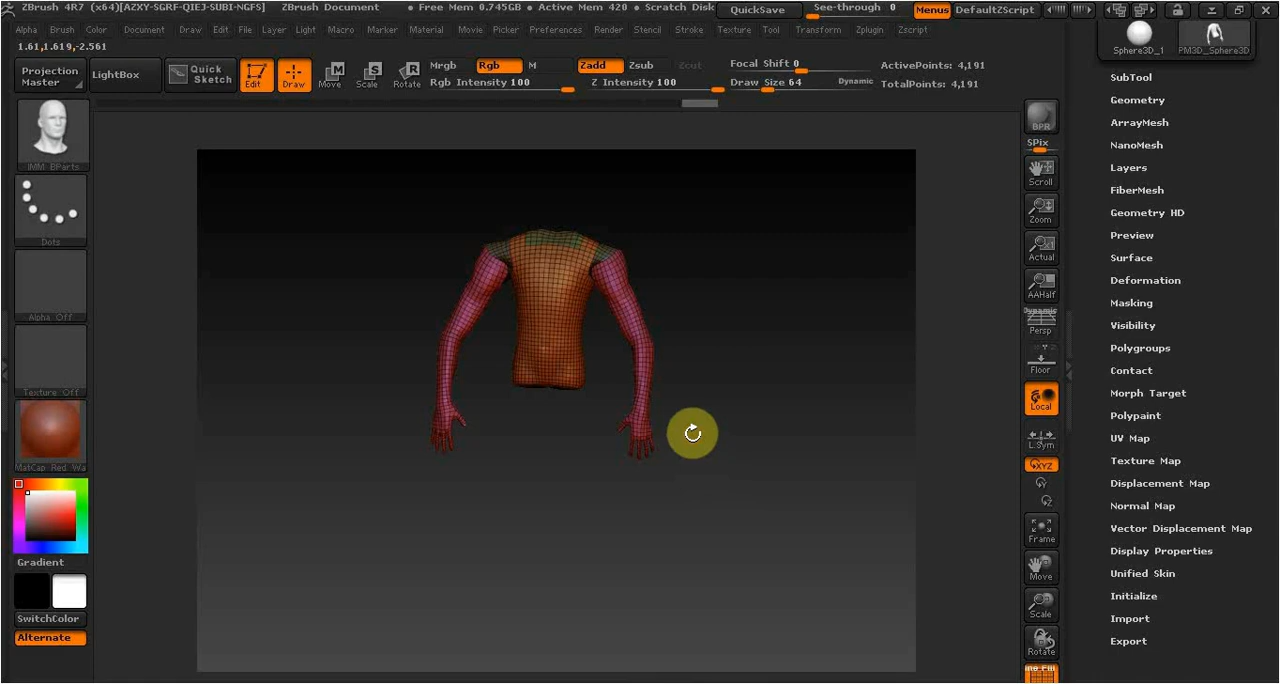 ZBrush 4R7 (x64)[AZXY-SGRF-QIEJ-SUBI-NGFS] ZBrush Document • Free Mem 0.745GB • Active Mem 420 • Scratch Disk QuickSave See-through 0 Menus DefaultZScript
Alpha Brush Color Document Draw Edit File Layer Light Macro Marker Material Movie Picker Preferences Render Stencil Stroke Texture Tool Transform Zplugin Zscript
1.61,1.619,-2.561
Projection Master
LightBox
Quick Sketch
Edit
Draw
Move
Scale
Rotate
Mrgb Rgb M
Rgb Intensity 100
Zadd Zsub Zcut
Z Intensity 100
Focal Shift 0
Draw Size 64 Dynamic
ActivePoints: 4,191
TotalPoints: 4,191
Sphere3D_1 PM3D_Sphere3D
IMM BParts
Dots
Alpha Off
Texture Off
MatCap Red Wa
Gradient
SwitchColor
Alternate
BPR
SPix
Scroll
Zoom
Actual
AAHalf
Dynamic
Persp
Floor
Local
L.Sym
XYZ
Y
Z
Frame
Move
Scale
Rotate
SubTool
Geometry
ArrayMesh
NanoMesh
Layers
FiberMesh
Geometry HD
Preview
Surface
Deformation
Masking
Visibility
Polygroups
Contact
Morph Target
Polypaint
UV Map
Texture Map
Displacement Map
Normal Map
Vector Displacement Map
Display Properties
Unified Skin
Initialize
Import
Export